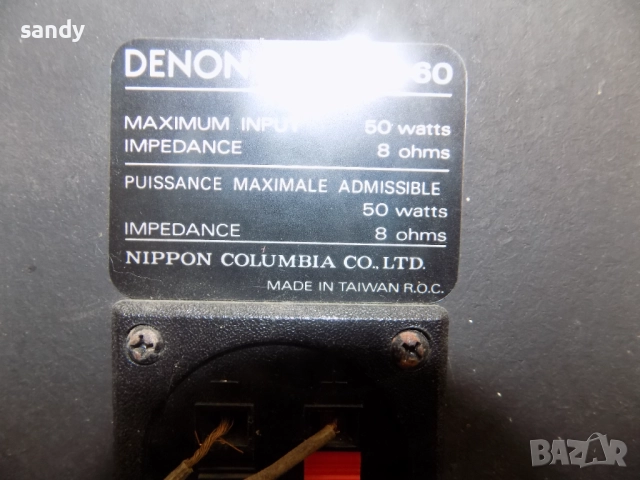 sandy
DENON 60
MAXIMUM INPUT 50 watts
IMPEDANCE 8 ohms
PUISSANCE MAXIMALE ADMISSIBLE
50 watts
IMPEDANCE 8 ohms
NIPPON COLUMBIA CO., LTD.
MADE IN TAIWAN R.O.C.
BAZAR